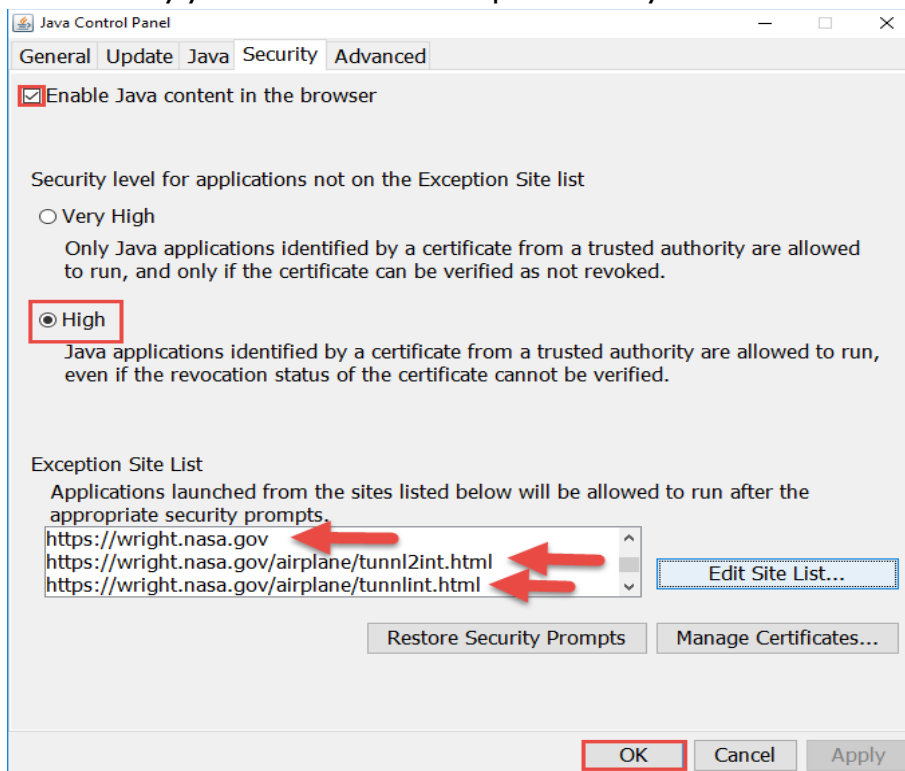 Java Control Panel
General Update Java Security Advanced
Enable Java content in the browser
Security level for applications not on the Exception Site list
Very High
Only Java applications identified by a certificate from a trusted authority are allowed
to run, and only if the certificate can be verified as not revoked.
High
Java applications identified by a certificate from a trusted authority are allowed to run,
even if the revocation status of the certificate cannot be verified.
Exception Site List
Applications launched from the sites listed below will be allowed to run after the
appropriate security prompts.
https://wright.nasa.gov
https://wright.nasa.gov/airplane/tunnl2int.html
https://wright.nasa.gov/airplane/tunnlint.html
Edit Site List...
Restore Security Prompts Manage Certificates...
OK Cancel Apply